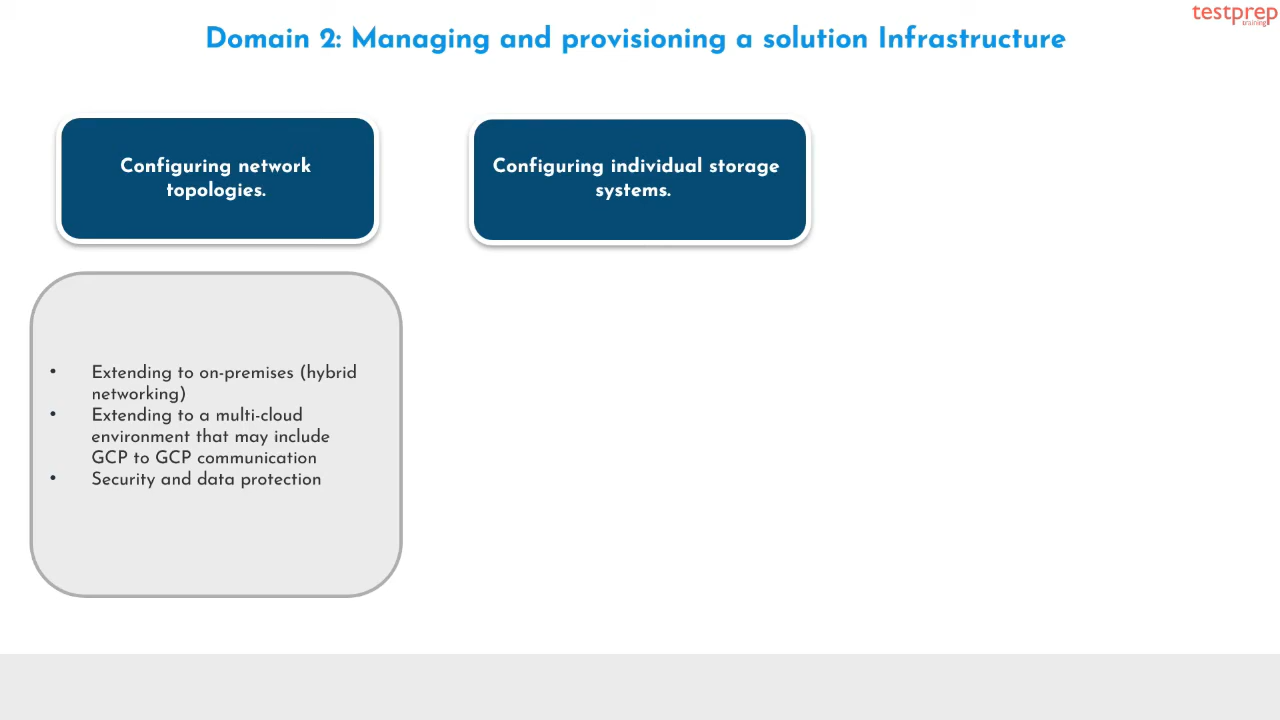 testprep
training
Domain 2: Managing and provisioning a solution Infrastructure
Configuring network
topologies.
Configuring individual storage
systems.
• Extending to on-premises (hybrid
networking)
• Extending to a multi-cloud
environment that may include
GCP to GCP communication
• Security and data protection